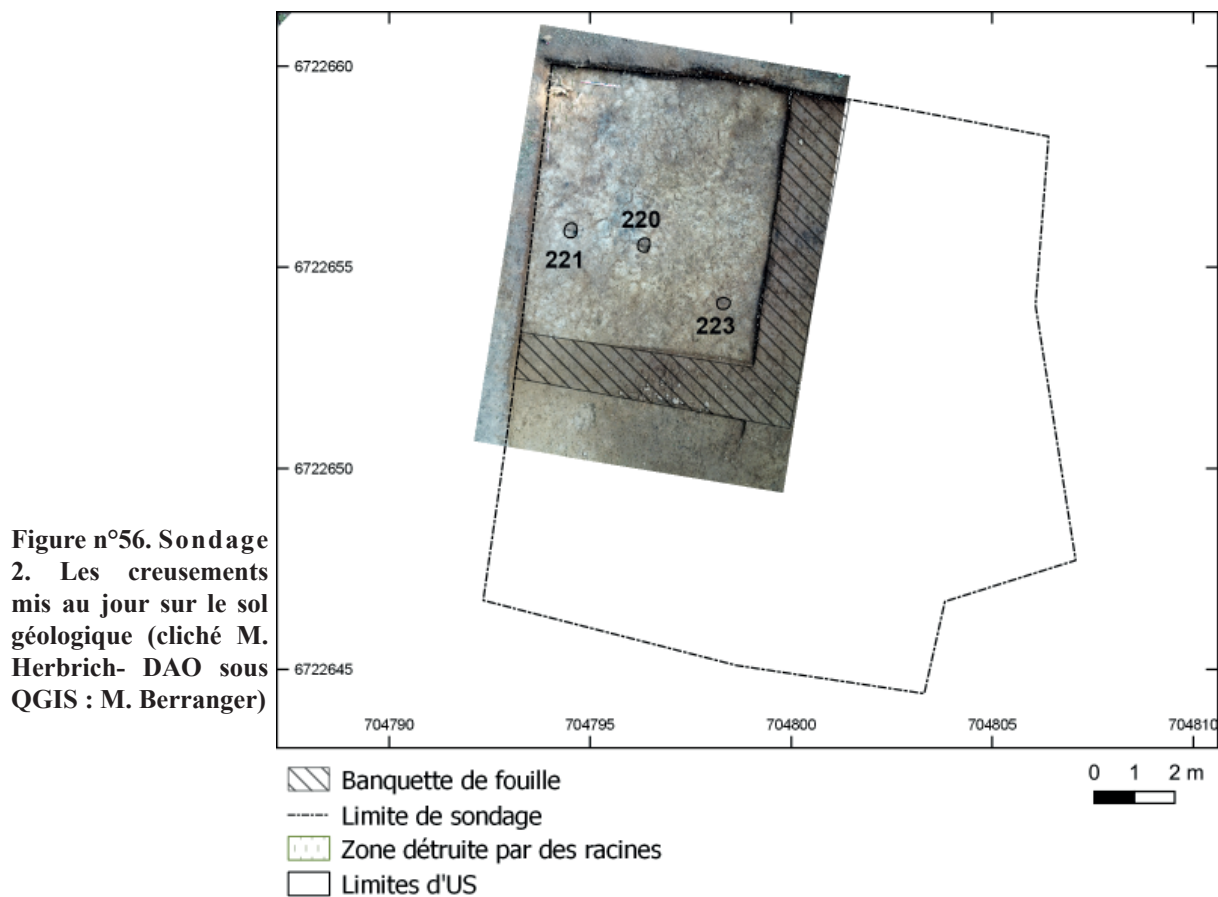 6722660
6722655
6722650
6722645
220
221
223
704790 704795 704800 704805 704810
Figure n°56. Sondage
2. Les creusements
mis au jour sur le sol
géologique (cliché M.
Herbrich- DAO sous
QGIS : M. Berranger)
Banquette de fouille
Limite de sondage
Zone détruite par des racines
Limites d'US
0 1 2 m